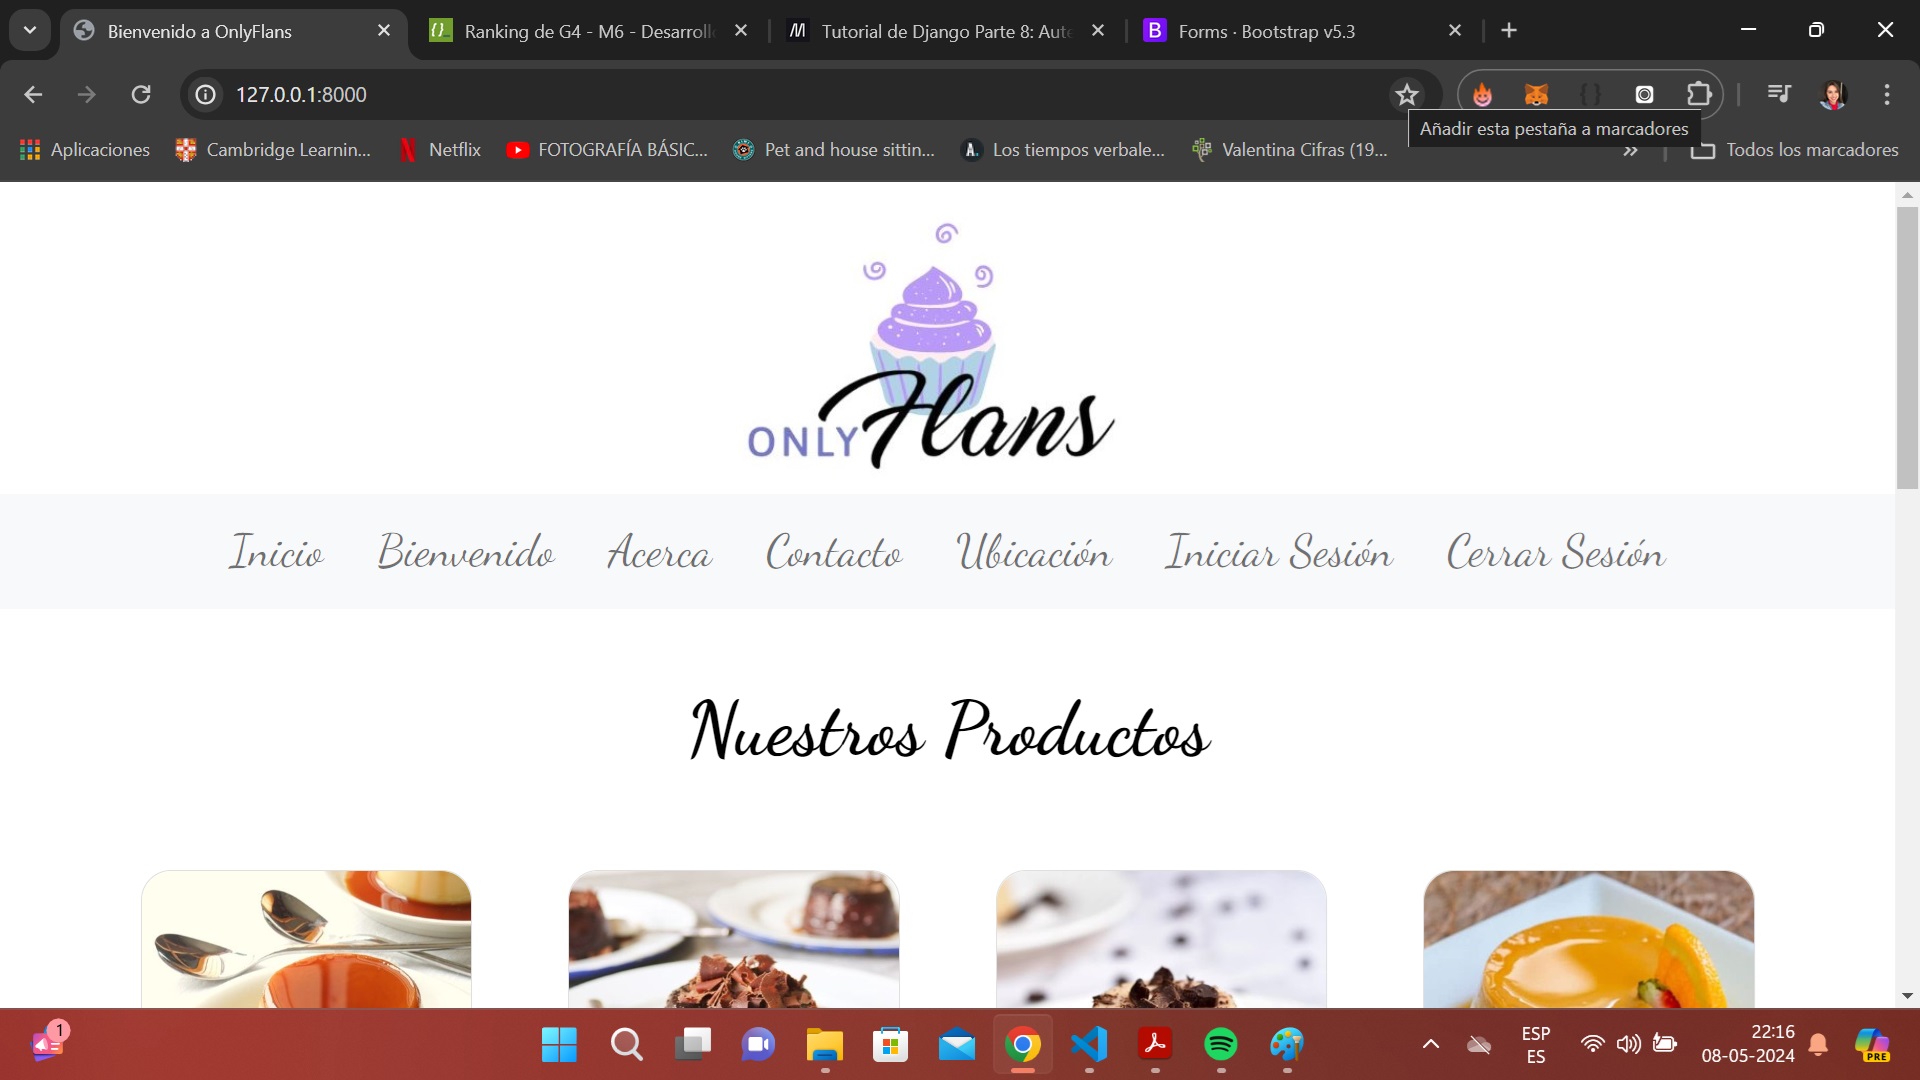 Bienvenido a OnlyFlans
Ranking de G4 - M6 - Desarroll
M Tutorial de Django Parte 8: Aut
B Forms · Bootstrap v5.3
127.0.0.1:8000
Añadir esta pestaña a marcadores
Aplicaciones
Cambridge Learnin...
Netflix
FOTOGRAFÍA BÁSIC...
Pet and house sittin...
A. Los tiempos verbale...
Valentina Cifras (19...
»
Todos los marcadores
ONLY Flans
Inicio Bienvenido Acerca Contacto Ubicación Iniciar Sesión Cerrar Sesión
Nuestros Productos
1
ESP
ES
22:16
08-05-2024
PRE